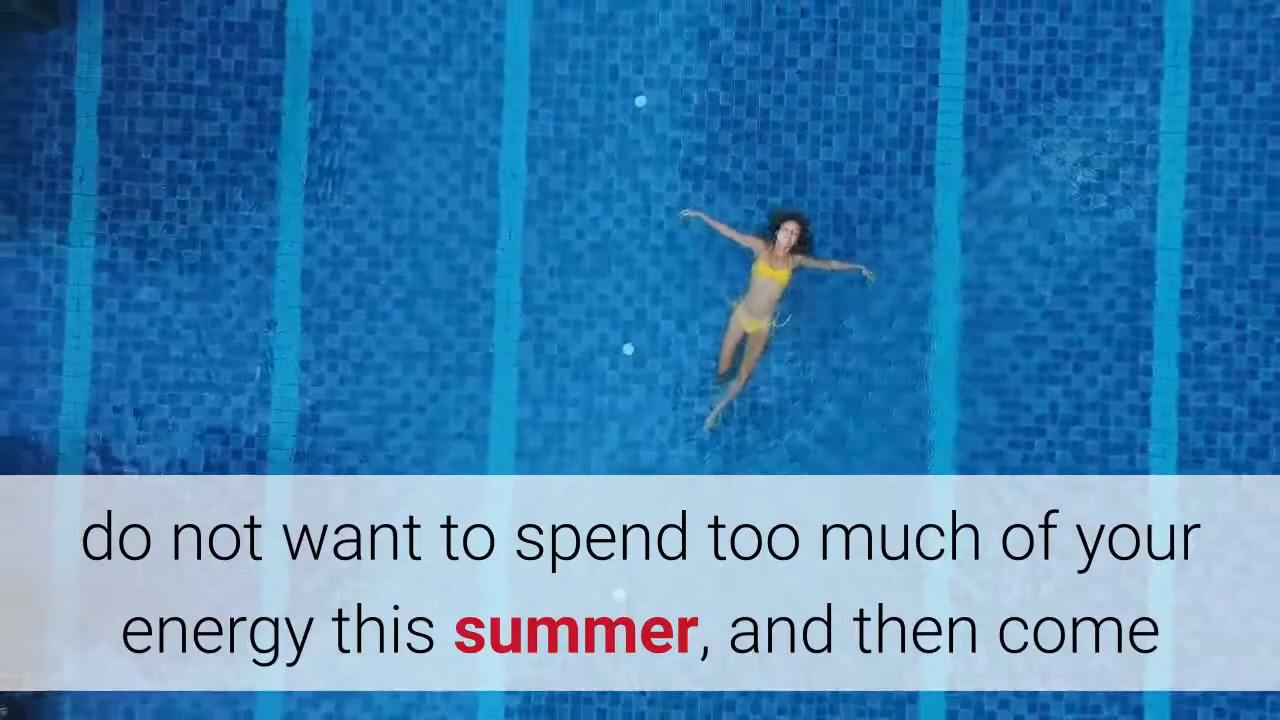 do not want to spend too much of your
energy this summer, and then come